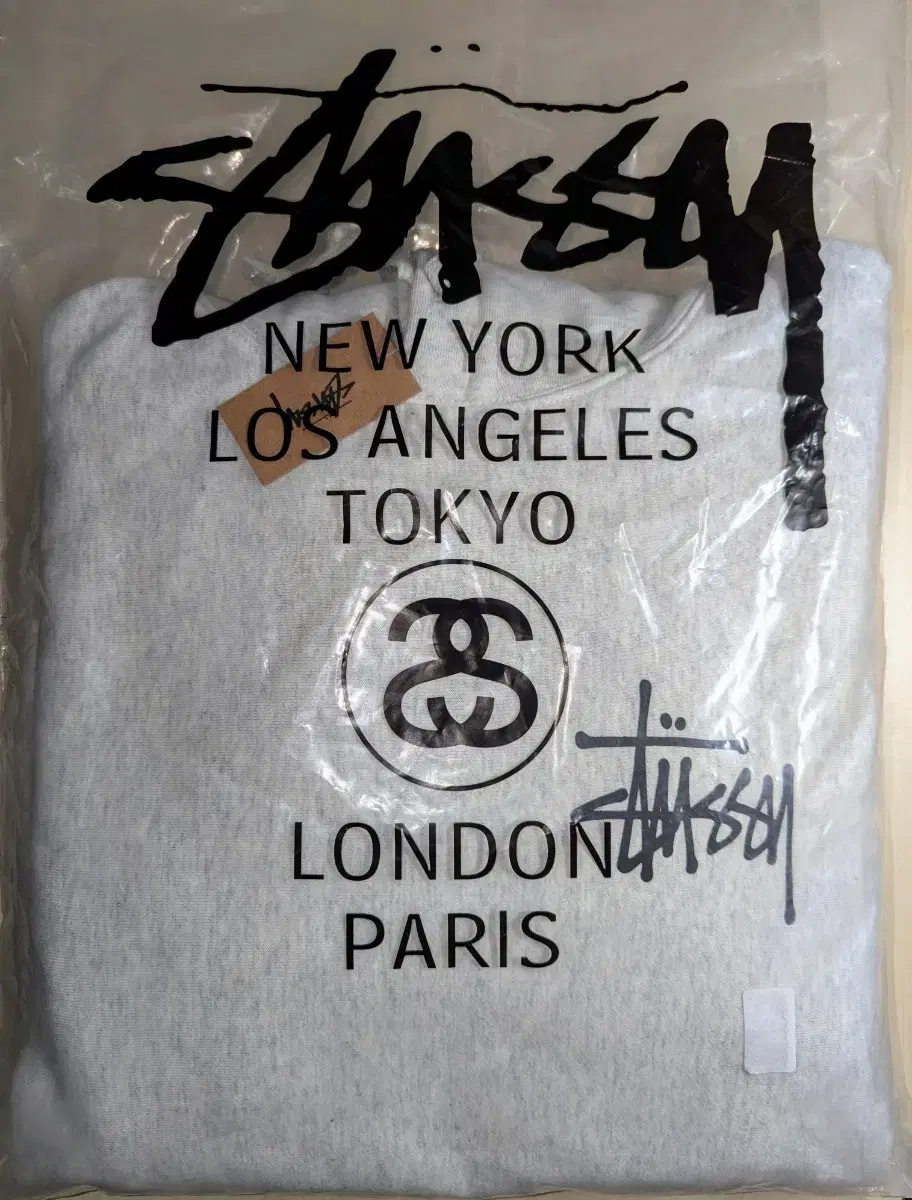 Stüssy
NEW YORK
LOS ANGELES
TOKYO
Stüssy
LONDON
PARIS